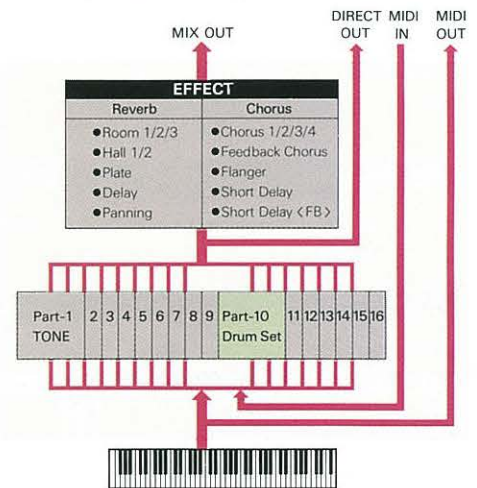 DIRECT MIDI MIDI
MIX OUT OUT IN OUT
EFFECT
Reverb Chorus
●Room 1/2/3 ●Chorus 1/2/3/4
●Hall 1/2 ●Feedback Chorus
●Plate ●Flanger
●Delay ●Short Delay
●Panning ●Short Delay <FB>
Part-1 2 3 4 5 6 7 8 9 Part-10 11 12 13 14 15 16
TONE Drum Set